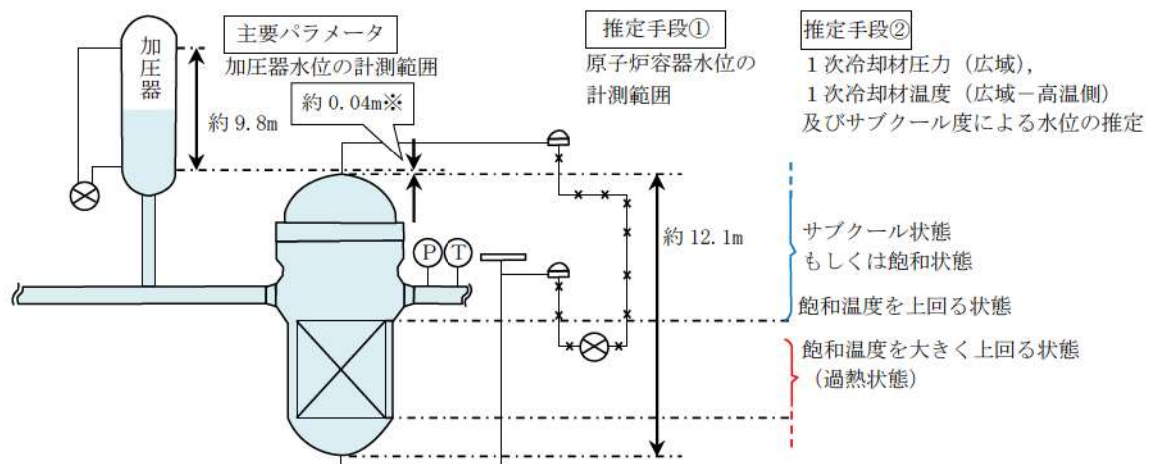 加圧器
約 9.8m
主要パラメータ
加圧器水位の計測範囲
約 0.04m※
P
T
推定手段①
原子炉容器水位の
計測範囲
約 12.1m
推定手段②
１次冷却材圧力（広域），
１次冷却材温度（広域－高温側）
及びサブクール度による水位の推定
サブクール状態
もしくは飽和状態
飽和温度を上回る状態
飽和温度を大きく上回る状態
（過熱状態）